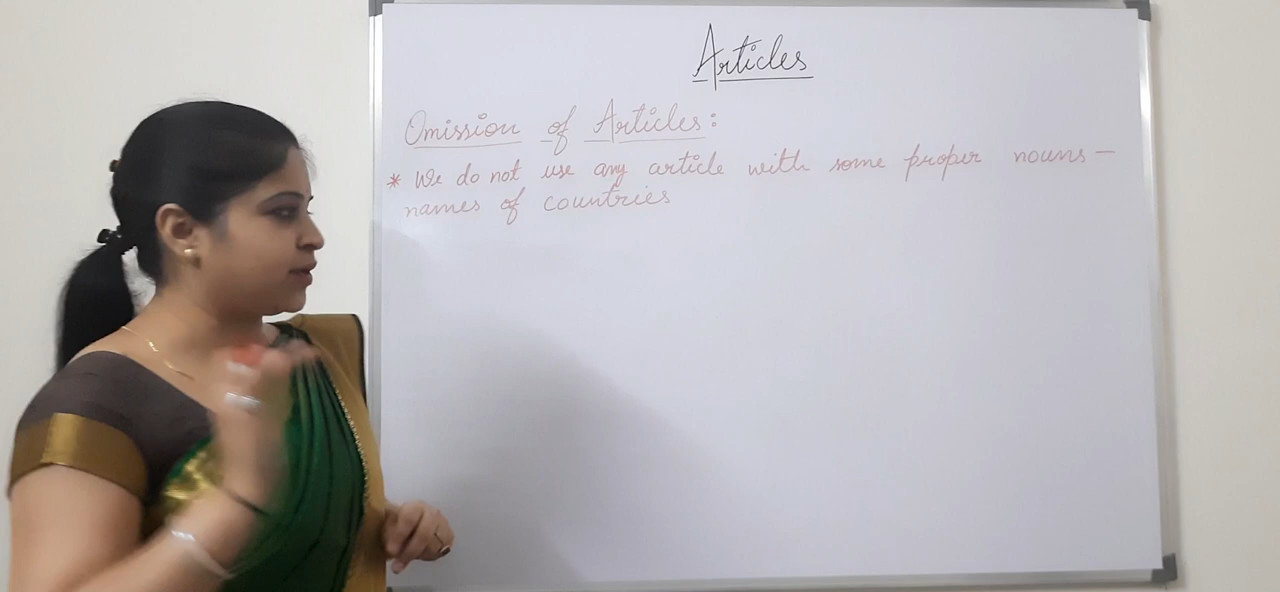 Articles
Omission of Articles:
* We do not use any article with some proper nouns —
names of countries